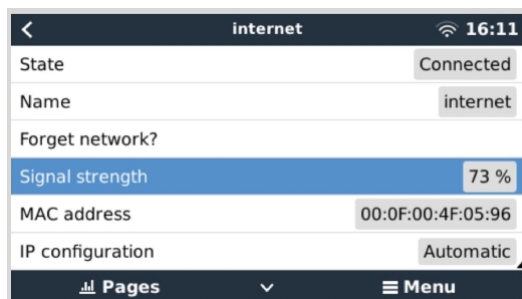 internet 16:11
State Connected
Name internet
Forget network?
Signal strength 73 %
MAC address 00:0F:00:4F:05:96
IP configuration Automatic
Pages Menu